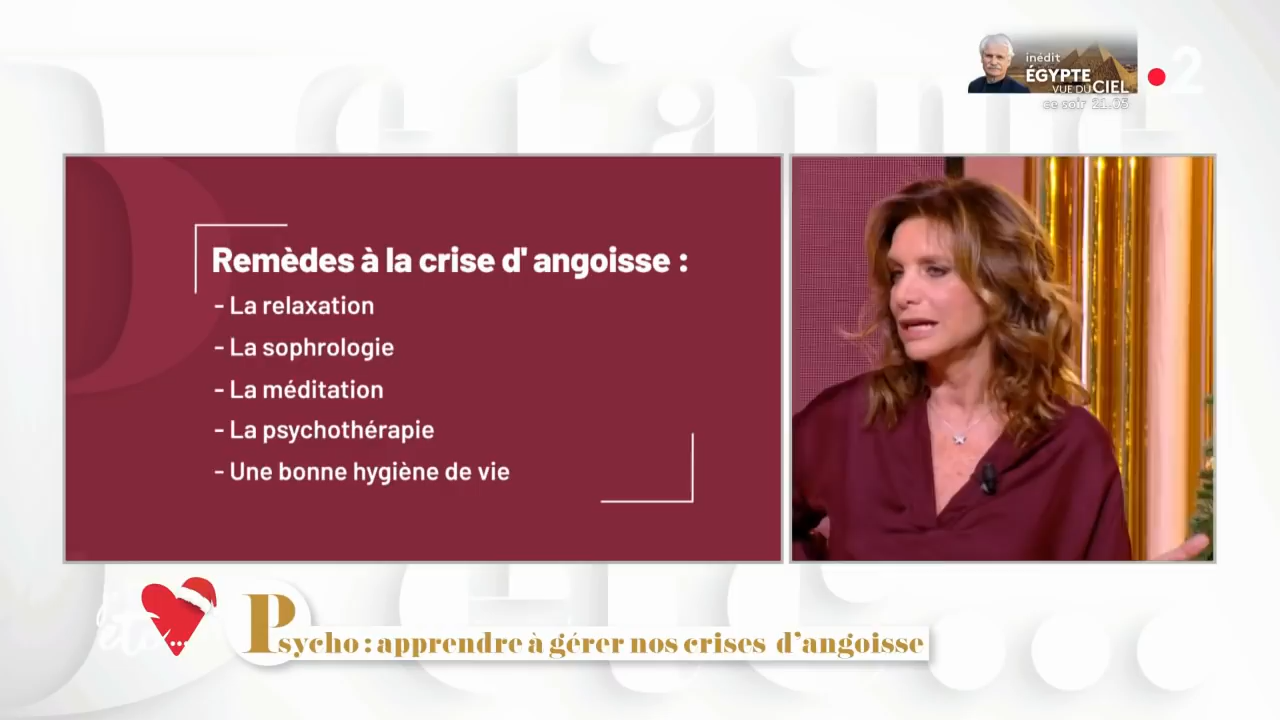 inédit
ÉGYPTE
VUE DU CIEL
ce soir 21.05
2
Remèdes à la crise d' angoisse :
- La relaxation
- La sophrologie
- La méditation
- La psychothérapie
- Une bonne hygiène de vie
etc...
Psycho : apprendre à gérer nos crises d'angoisse